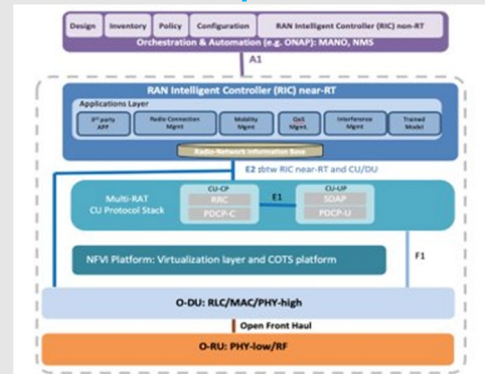 Design Inventory Policy Configuration RAN Intelligent Controller (RIC) non-RT
Orchestration & Automation (e.g. ONAP): MANO, NMS
A1
RAN Intelligent Controller (RIC) near-RT
Applications Layer
3rd party
APP
Radio Connection
Mgmt
Mobility
Mgmt
QoS
Mgmt.
Interference
Mgmt
Trained
Model
Radio-Network Information Base
E2 :btw RIC near-RT and CU/DU
Multi-RAT
CU Protocol Stack
CU-CP
RRC
PDCP-C
E1
CU-UP
SDAP
PDCP-U
NFVI Platform: Virtualization layer and COTS platform
F1
O-DU: RLC/MAC/PHY-high
Open Front Haul
O-RU: PHY-low/RF